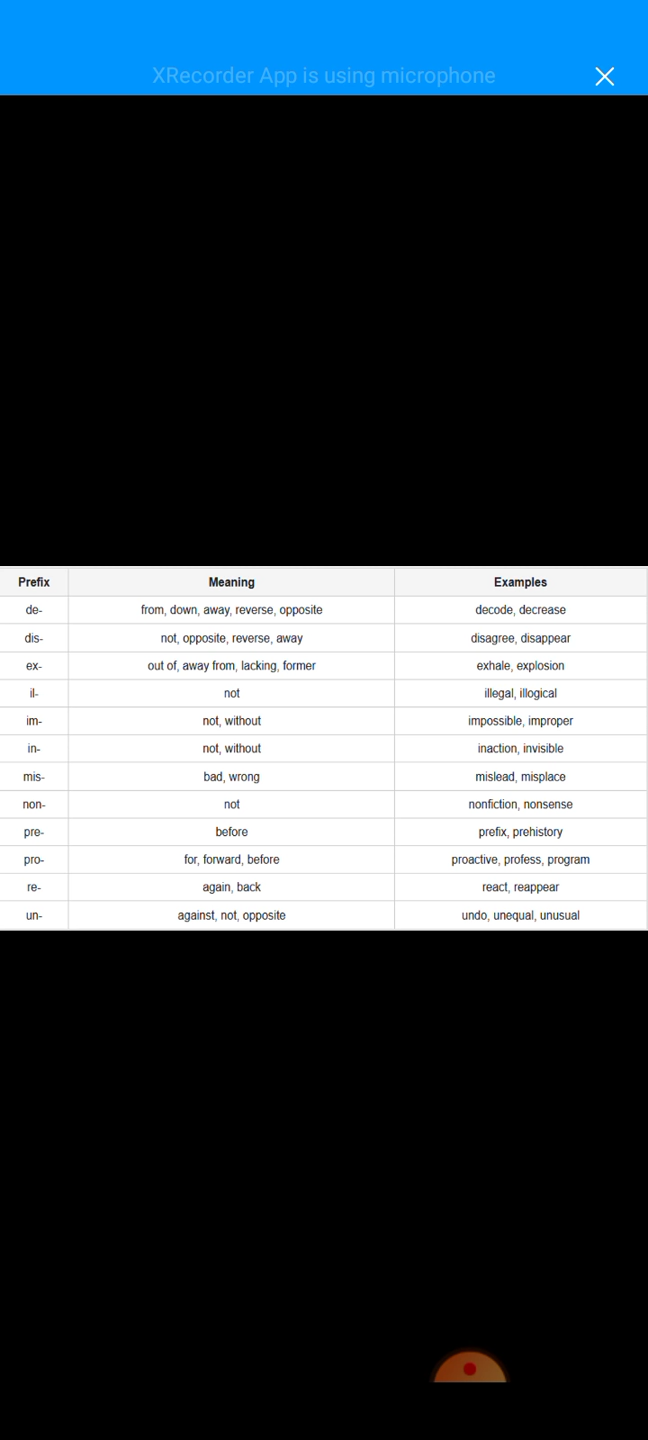 XRecorder App is using microphone
Prefix Meaning Examples
de- from, down, away, reverse, opposite decode, decrease
dis- not, opposite, reverse, away disagree, disappear
ex- out of, away from, lacking, former exhale, explosion
il- not illegal, illogical
im- not, without impossible, improper
in- not, without inaction, invisible
mis- bad, wrong mislead, misplace
non- not nonfiction, nonsense
pre- before prefix, prehistory
pro- for, forward, before proactive, profess, program
re- again, back react, reappear
un- against, not, opposite undo, unequal, unusual